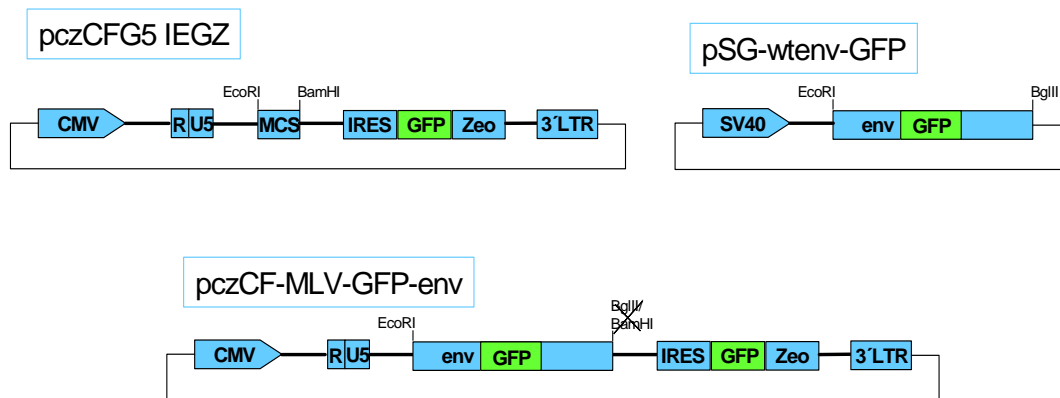 pczCFG5 IEGZ
pSG-wtenv-GFP
EcoRI BamHI
CMV R U5 MCS IRES GFP Zeo 3´LTR
EcoRI BglII
SV40 env GFP
pczCF-MLV-GFP-env
EcoRI BglII/
BamHI
CMV R U5 env GFP IRES GFP Zeo 3´LTR